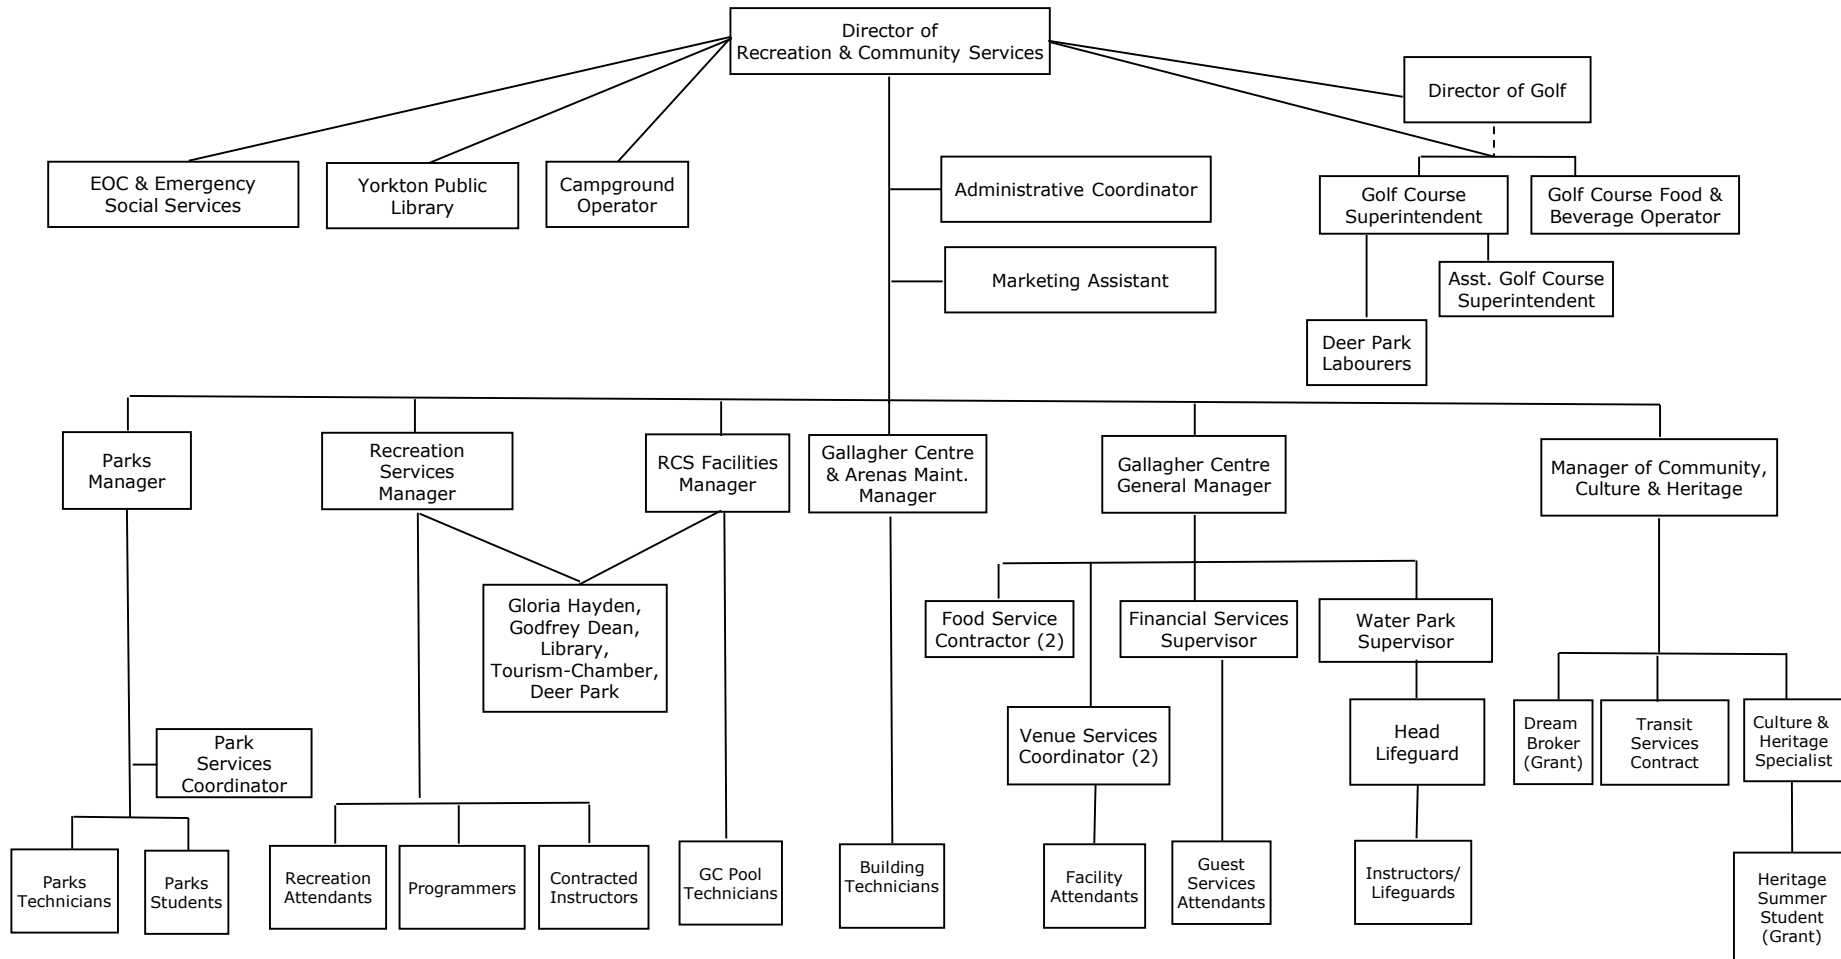 Director of
Recreation & Community Services
Director of Golf
EOC & Emergency
Social Services
Yorkton Public
Library
Campground
Operator
Administrative Coordinator
Golf Course
Superintendent
Golf Course Food &
Beverage Operator
Marketing Assistant
Asst. Golf Course
Superintendent
Deer Park
Labourers
Parks
Manager
Recreation
Services
Manager
RCS Facilities
Manager
Gallagher Centre
& Arenas Maint.
Manager
Gallagher Centre
General Manager
Manager of Community,
Culture & Heritage
Gloria Hayden,
Godfrey Dean,
Library,
Tourism-Chamber,
Deer Park
Food Service
Contractor (2)
Financial Services
Supervisor
Water Park
Supervisor
Park
Services
Coordinator
Venue Services
Coordinator (2)
Head
Lifeguard
Dream
Broker
(Grant)
Transit
Services
Contract
Culture &
Heritage
Specialist
Parks
Technicians
Parks
Students
Recreation
Attendants
Programmers
Contracted
Instructors
GC Pool
Technicians
Building
Technicians
Facility
Attendants
Guest
Services
Attendants
Instructors/
Lifeguards
Heritage
Summer
Student
(Grant)